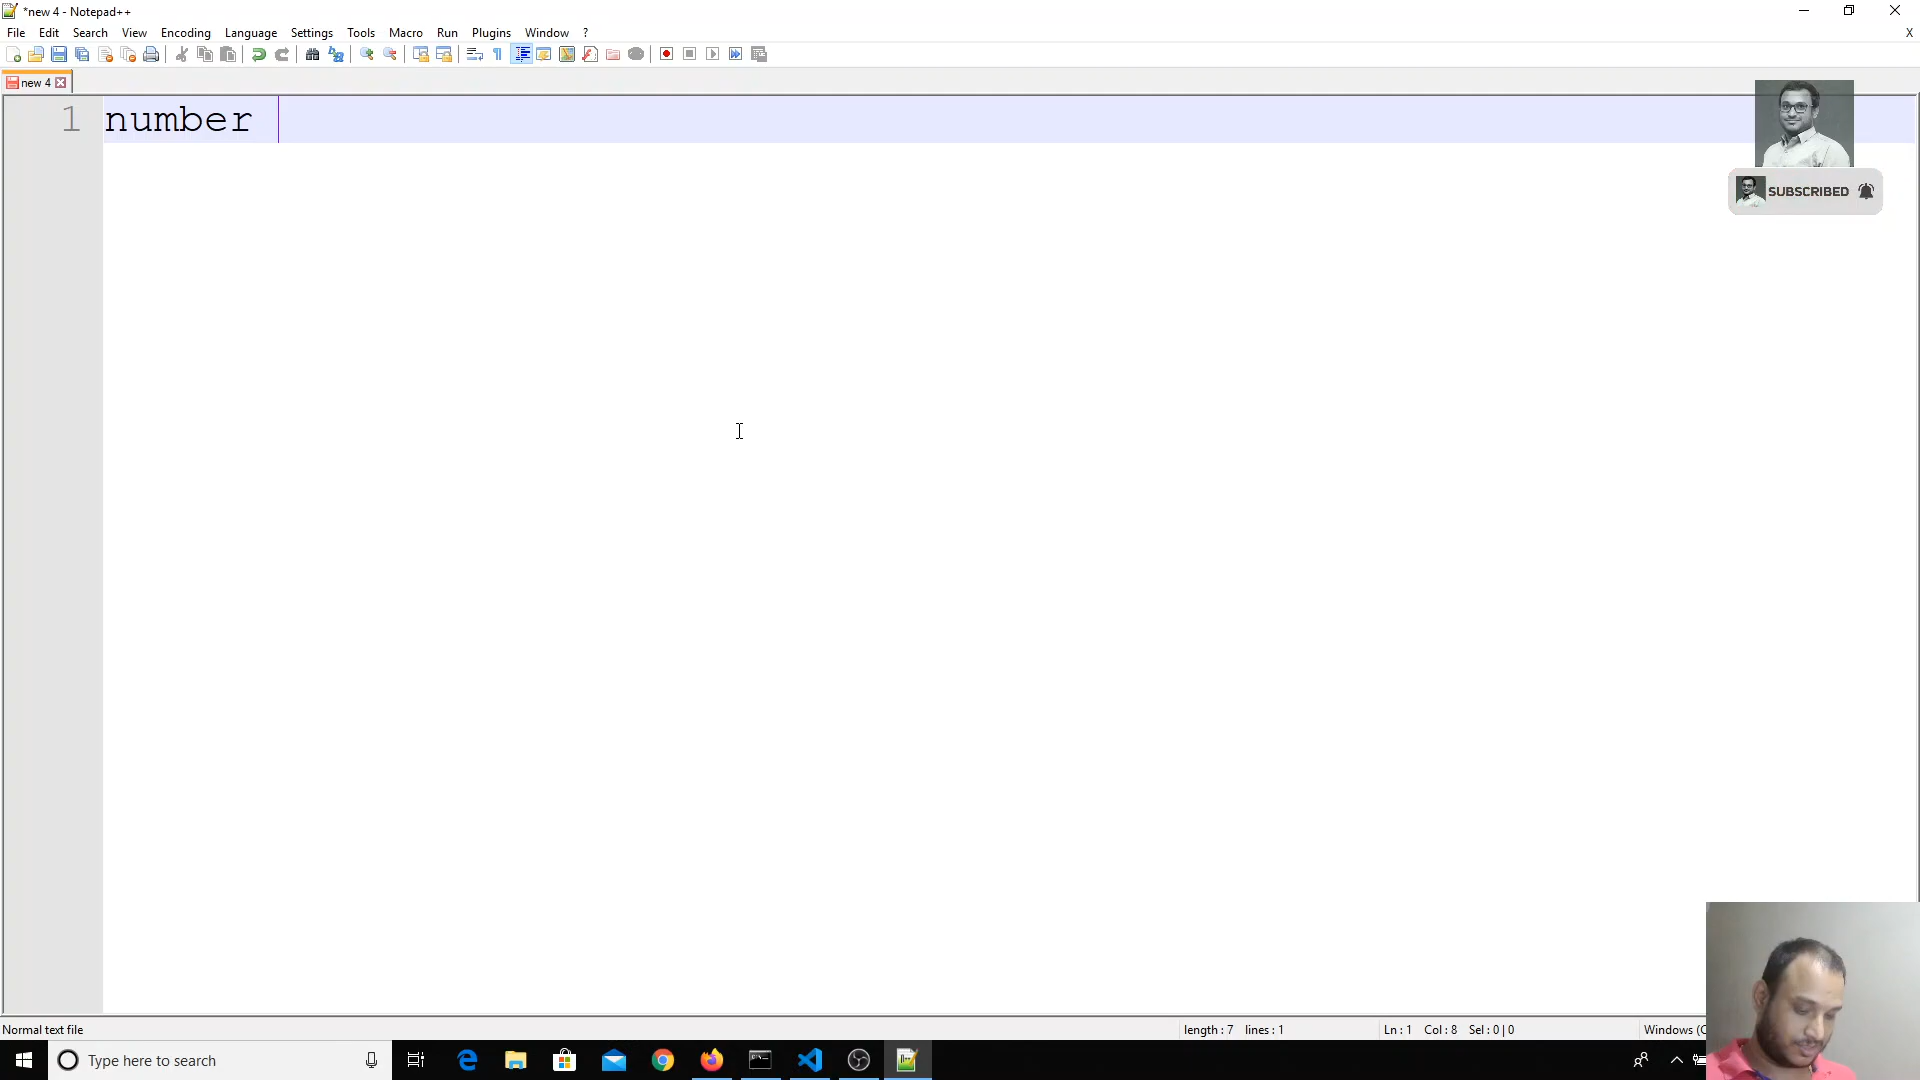 *new 4 - Notepad++
File Edit Search View Encoding Language Settings Tools Macro Run Plugins Window ? X
new 4
1 number
SUBSCRIBED
Normal text file length : 7 lines : 1 Ln : 1 Col : 8 Sel : 0 | 0 Windows (C
Type here to search